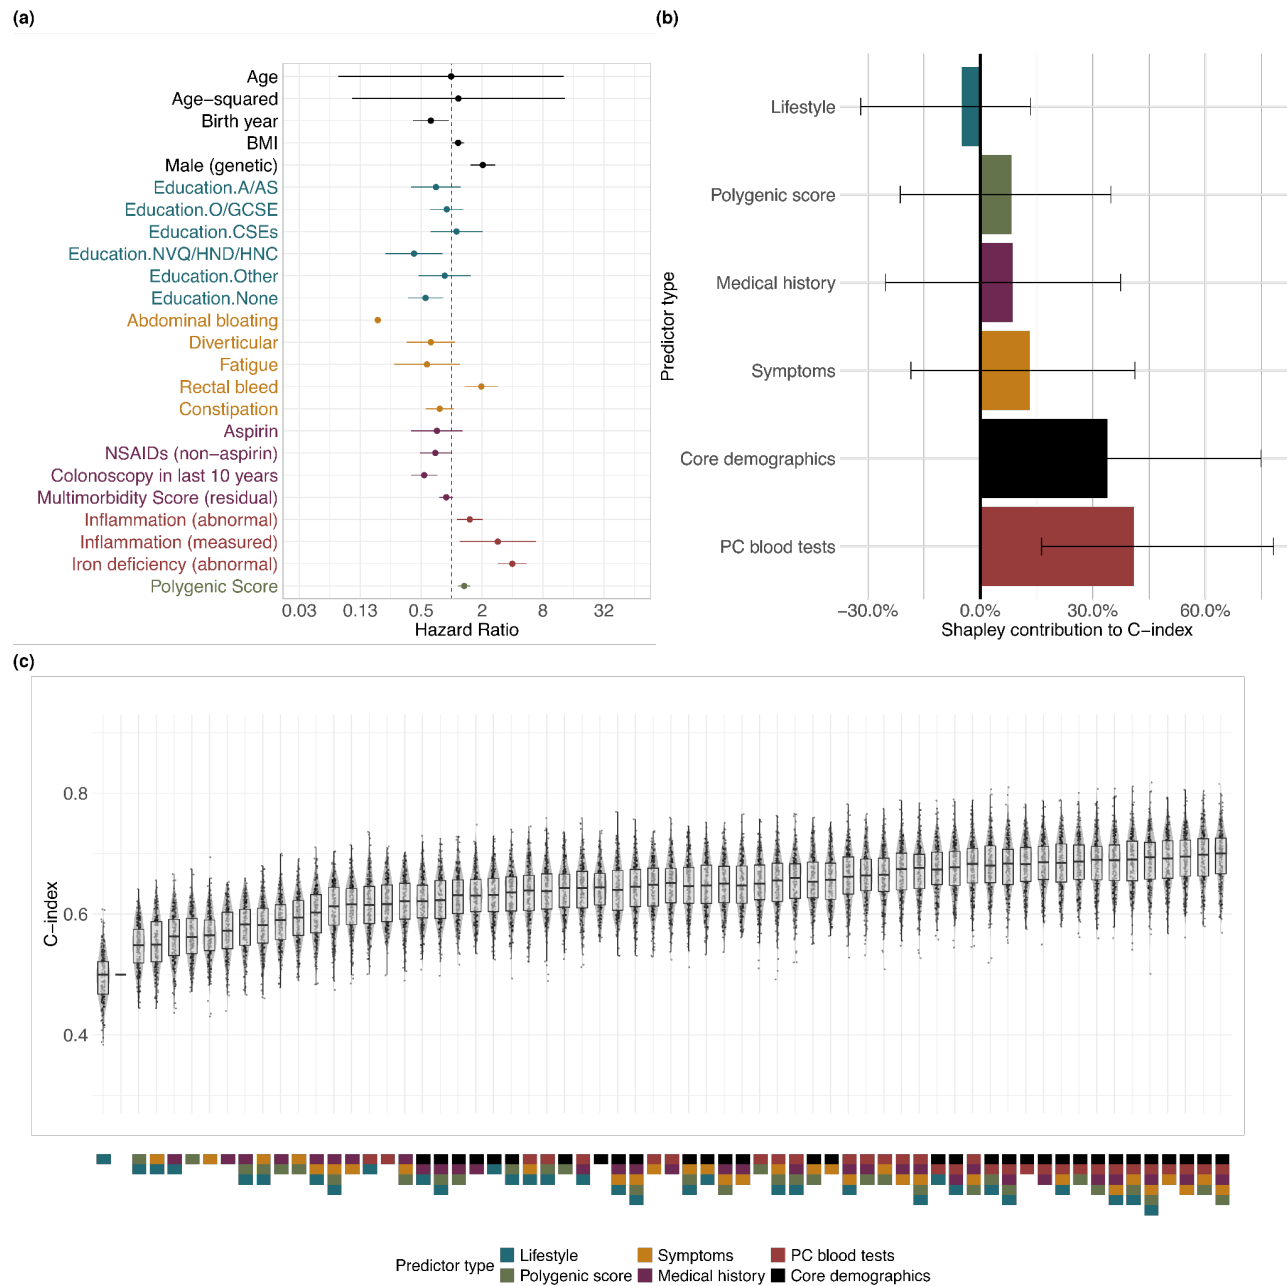 (a)
Age
Age−squared
Birth year
BMI
Male (genetic)
Education.A/AS
Education.O/GCSE
Education.CSEs
Education.NVQ/HND/HNC
Education.Other
Education.None
Abdominal bloating
Diverticular
Fatigue
Rectal bleed
Constipation
Aspirin
NSAIDs (non−aspirin)
Colonoscopy in last 10 years
Multimorbidity Score (residual)
Inflammation (abnormal)
Inflammation (measured)
Iron deficiency (abnormal)
Polygenic Score
0.03 0.13 0.5 2 8 32
Hazard Ratio
(b)
Predictor type
Lifestyle
Polygenic score
Medical history
Symptoms
Core demographics
PC blood tests
−30.0% 0.0% 30.0% 60.0%
Shapley contribution to C−index
(c)
C−index
0.8
0.6
0.4
Predictor type
Lifestyle Symptoms PC blood tests
Polygenic score Medical history Core demographics